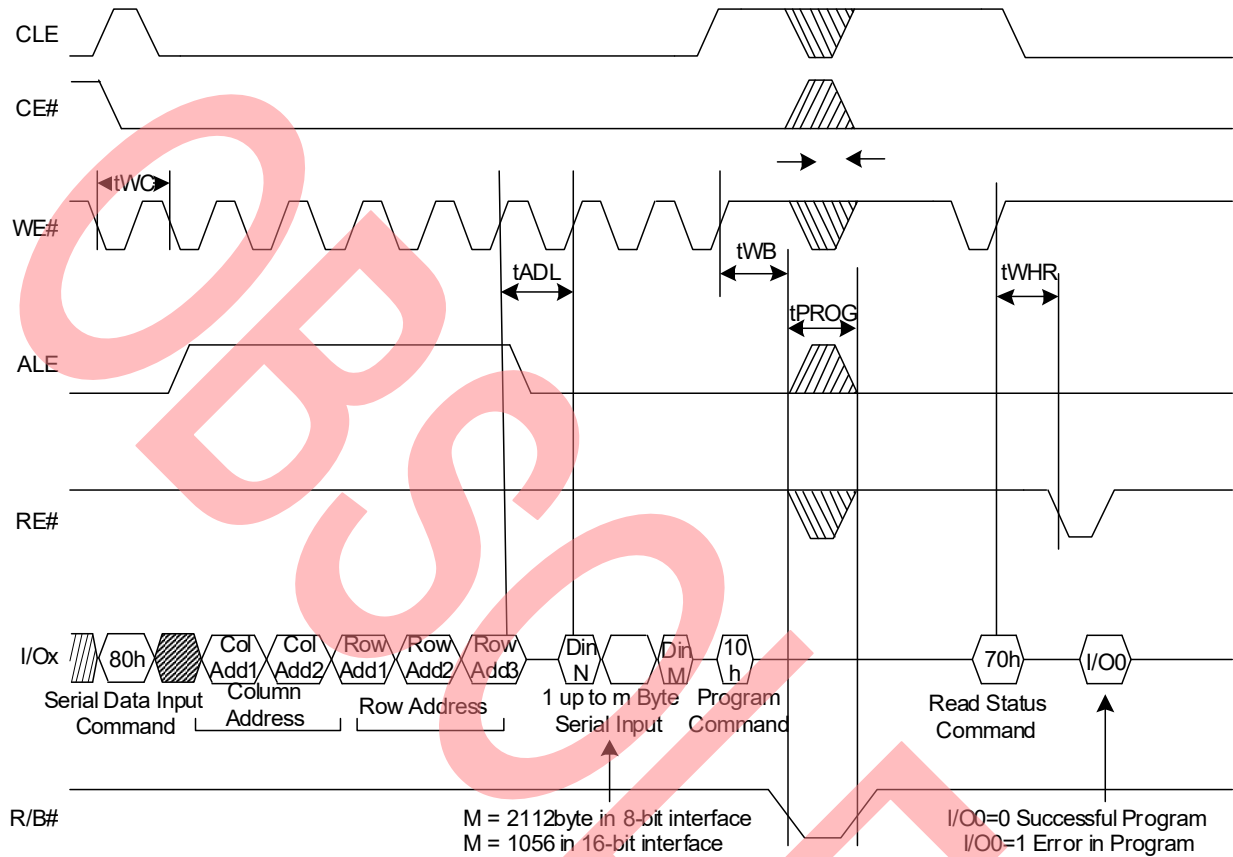 CLE
CE#
tWC
WE#
tADL
tWB
tWHR
tPROG
ALE
RE#
I/Ox
80h
Col Add1
Col Add2
Row Add1
Row Add2
Row Add3
Din N
Din M
10 h
70h
I/O0
Serial Data Input
Command
Column
Address
Row Address
1 up to m Byte
Serial Input
Program
Command
Read Status
Command
R/B#
M = 2112byte in 8-bit interface
M = 1056 in 16-bit interface
I/O0=0 Successful Program
I/O0=1 Error in Program